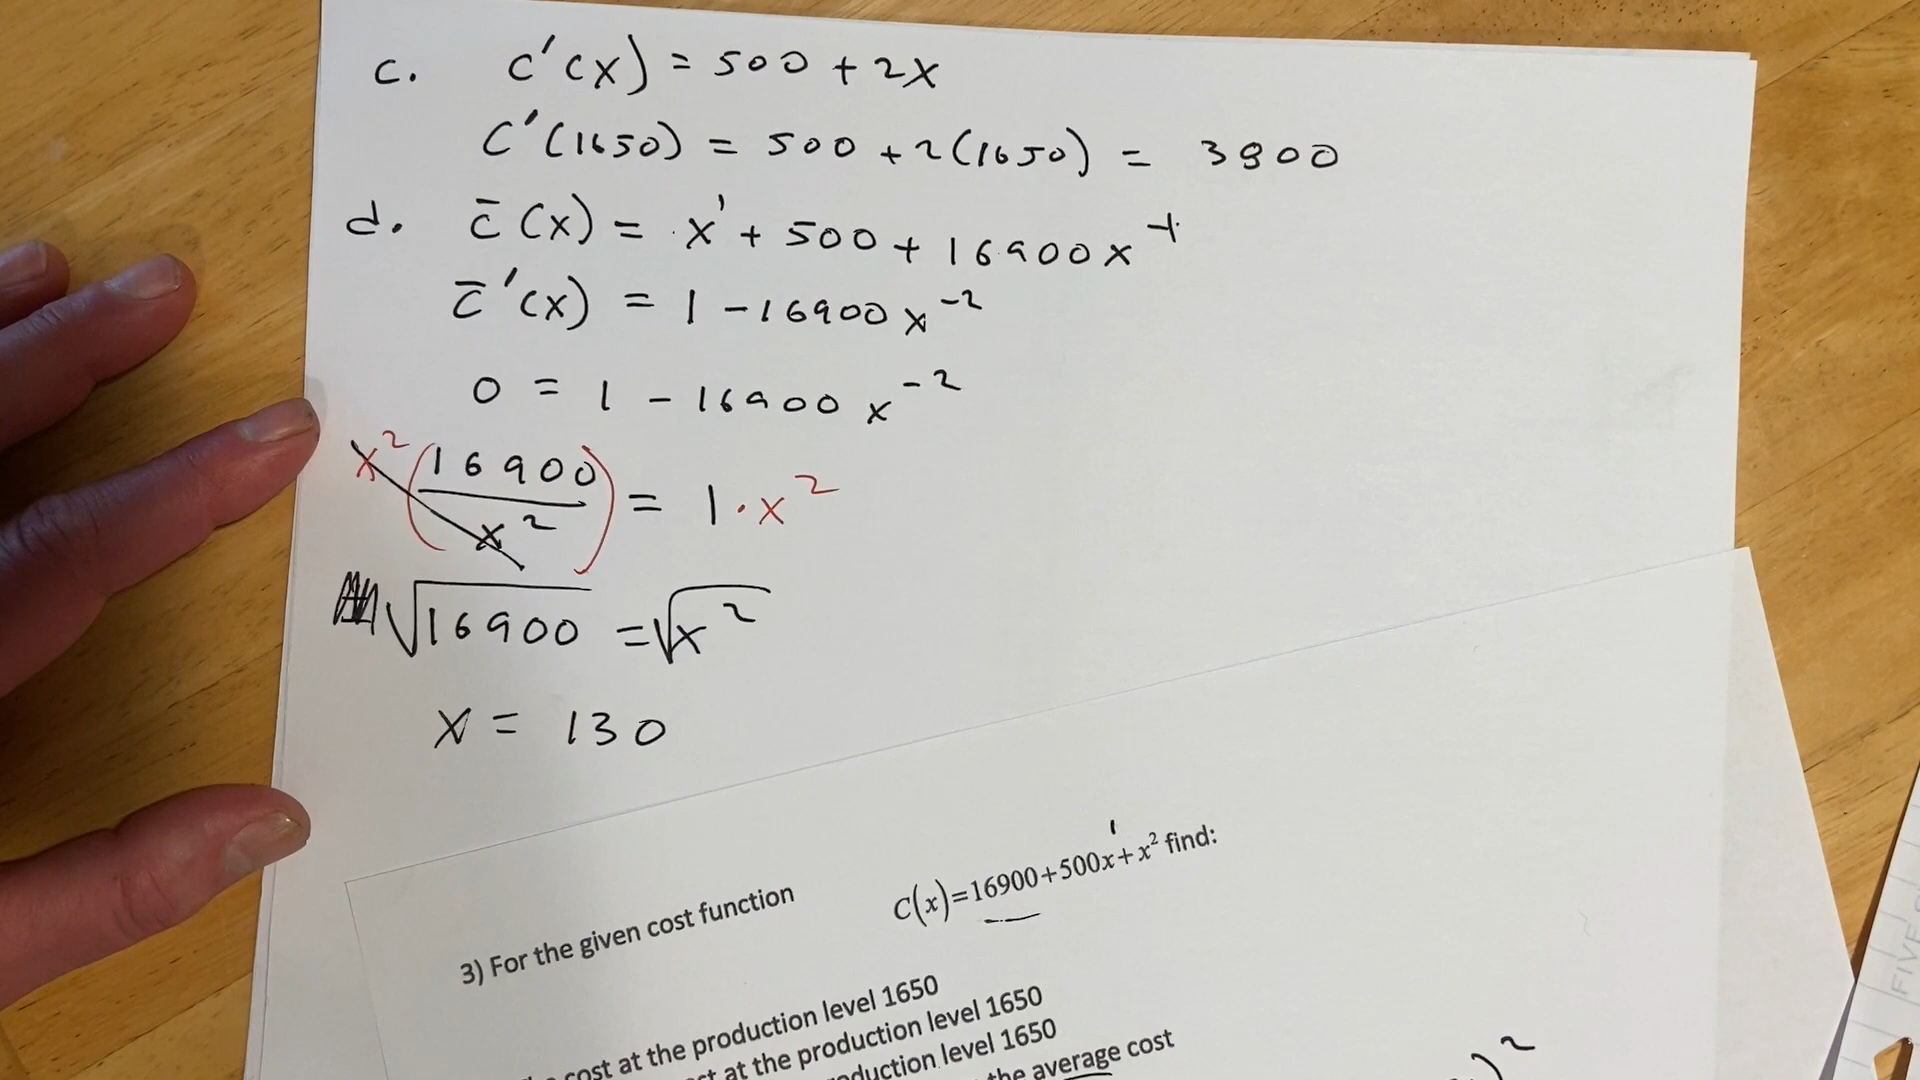 c. C'(x) = 500 + 2x
C'(1650) = 500 + 2(1650) = 3800
d. C̄(x) = x¹ + 500 + 16900x⁻¹
C̄'(x) = 1 - 16900x⁻²
0 = 1 - 16900x⁻²
x²(16900/x²) = 1·x²
√16900 = √x²
x = 130
3) For the given cost function C(x)=16900+500x+x² find:
cost at the production level 1650
at the production level 1650
production level 1650
the average cost
)²
FIVE